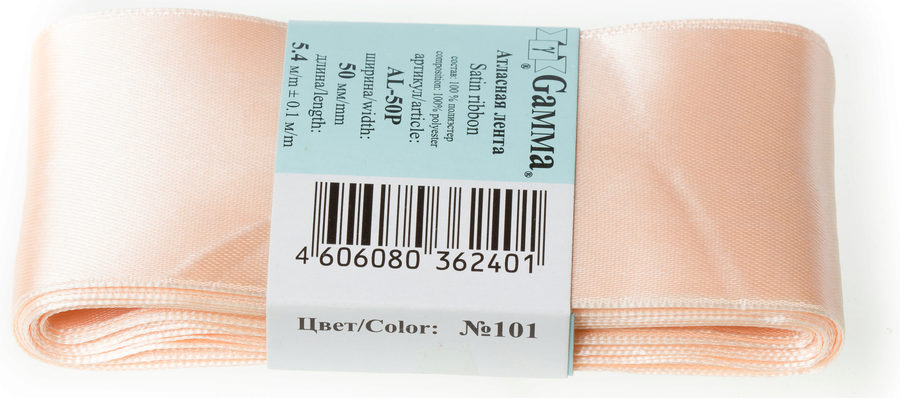 γ
®
Gamma®
Атласная лента
Satin ribbon
состав: 100 % полиэстер
composition: 100% polyester
артикул/article:
AL-50P
ширина/width:
50 мм/mm
длина/length:
5.4 м/m ± 0.1 м/m
4 606080 362401
Цвет/Color: №101